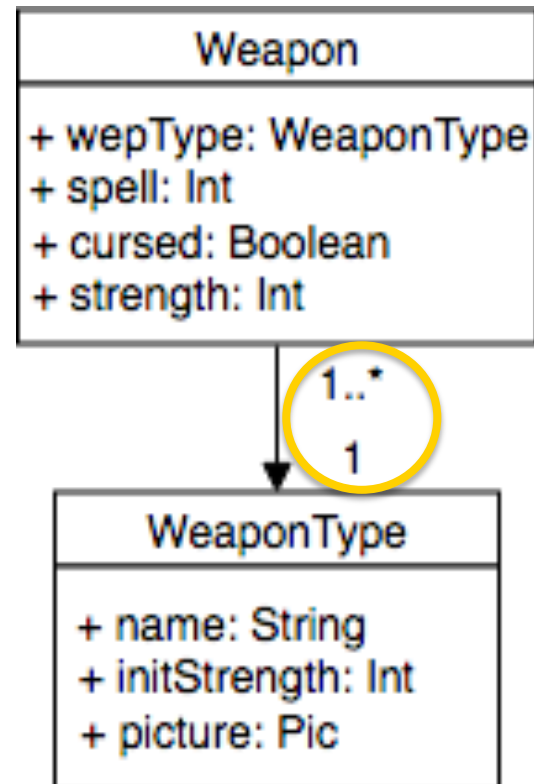 Weapon
+ wepType: WeaponType
+ spell: Int
+ cursed: Boolean
+ strength: Int
1..*
1
WeaponType
+ name: String
+ initStrength: Int
+ picture: Pic